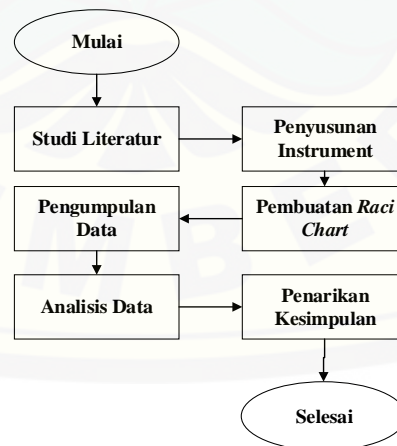 Mulai
Studi Literatur
Penyusunan
Instrument
Pembuatan Raci
Chart
Pengumpulan
Data
Analisis Data
Penarikan
Kesimpulan
Selesai